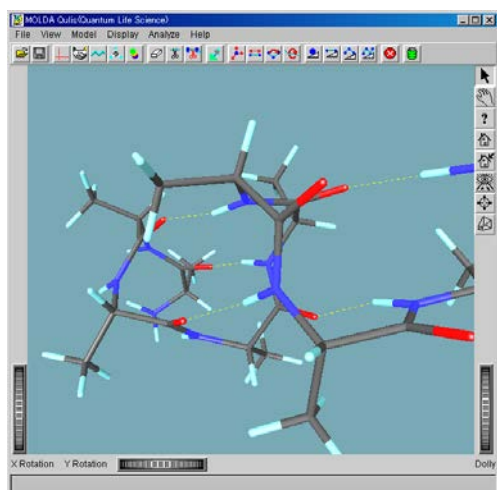 MOLDA Qulis(Quantum Life Science)
File View Model Display Analyze Help
?
X Rotation Y Rotation Dolly